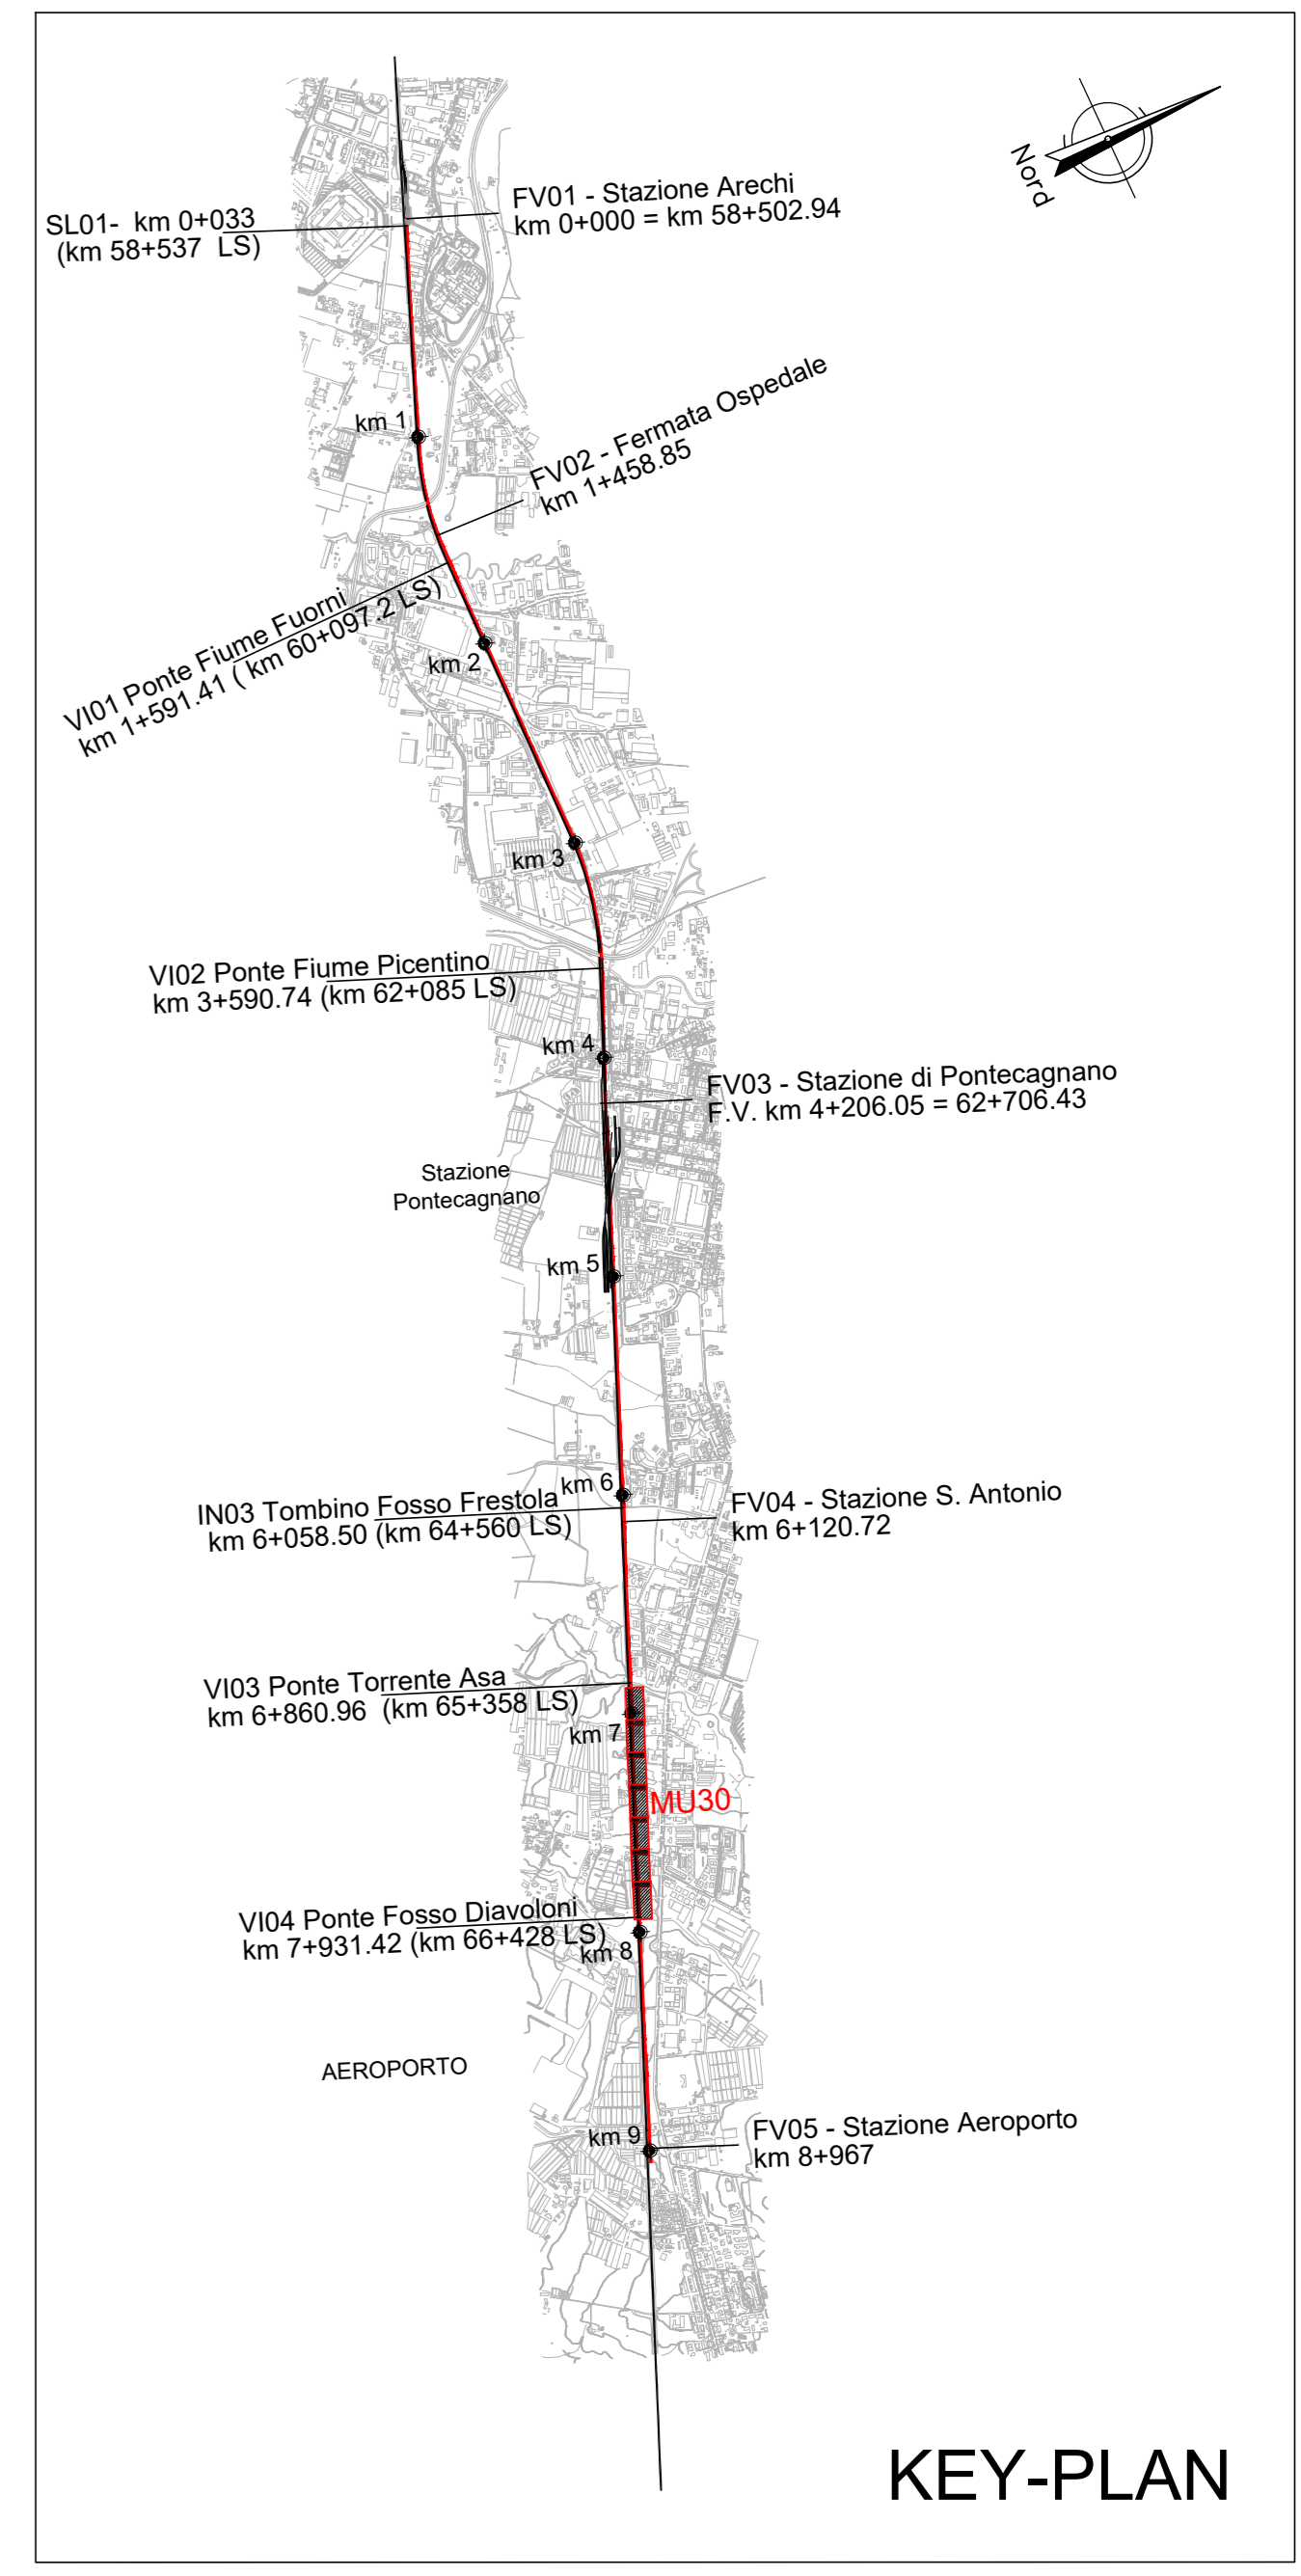 Nord
FV01 - Stazione Arechi
km 0+000 = km 58+502.94
SL01- km 0+033
(km 58+537 LS)
km 1
FV02 - Fermata Ospedale
km 1+458.85
VI01 Ponte Fiume Fuorni
km 1+591.41 ( km 60+097.2 LS)
km 2
km 3
VI02 Ponte Fiume Picentino
km 3+590.74 (km 62+085 LS)
km 4
FV03 - Stazione di Pontecagnano
F.V. km 4+206.05 = 62+706.43
Stazione
Pontecagnano
km 5
km 6
IN03 Tombino Fosso Frestola
km 6+058.50 (km 64+560 LS)
FV04 - Stazione S. Antonio
km 6+120.72
VI03 Ponte Torrente Asa
km 6+860.96 (km 65+358 LS)
km 7
MU30
VI04 Ponte Fosso Diavoloni
km 7+931.42 (km 66+428 LS)
km 8
AEROPORTO
km 9
FV05 - Stazione Aeroporto
km 8+967
KEY-PLAN